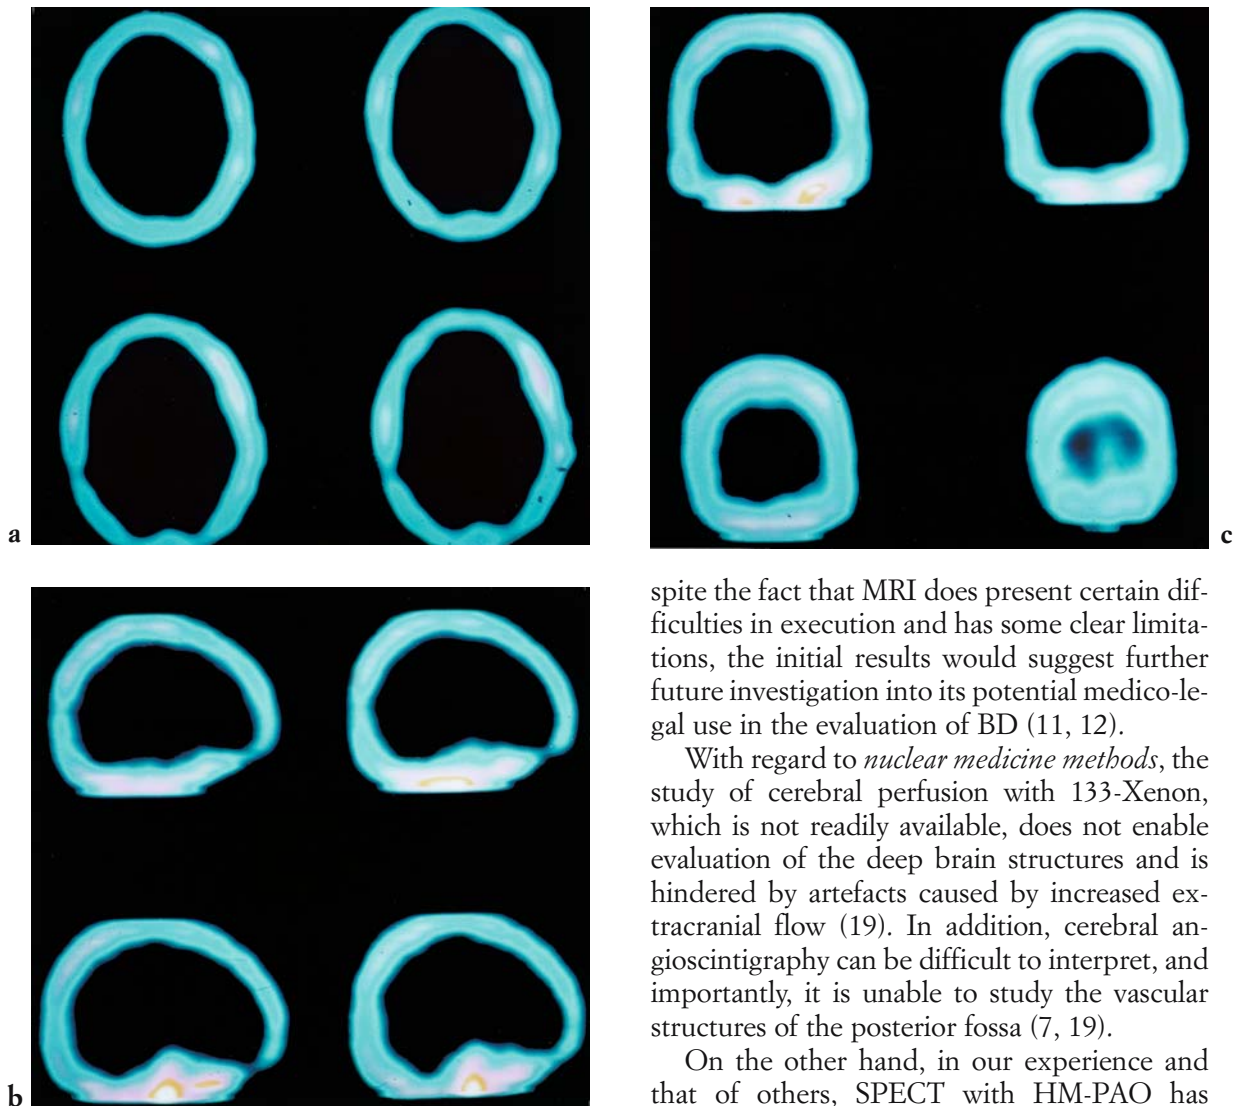 a
c
b
spite the fact that MRI does present certain dif-
ficulties in execution and has some clear limita-
tions, the initial results would suggest further
future investigation into its potential medico-le-
gal use in the evaluation of BD (11, 12).
With regard to nuclear medicine methods, the
study of cerebral perfusion with 133-Xenon,
which is not readily available, does not enable
evaluation of the deep brain structures and is
hindered by artefacts caused by increased ex-
tracranial flow (19). In addition, cerebral an-
gioscintigraphy can be difficult to interpret, and
importantly, it is unable to study the vascular
structures of the posterior fossa (7, 19).
On the other hand, in our experience and
that of others, SPECT with HM-PAO has